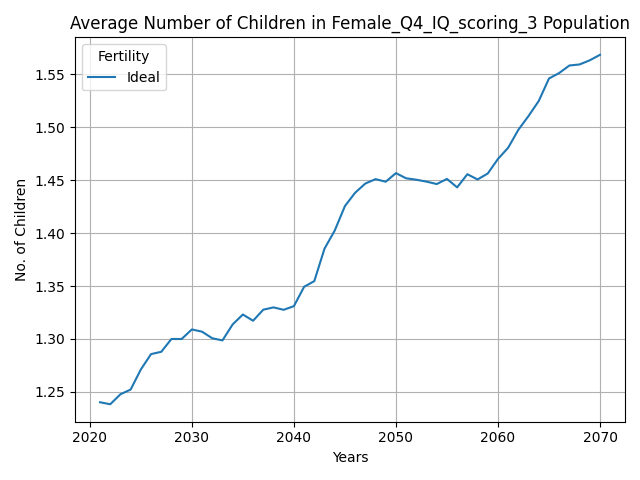 Average Number of Children in Female_Q4_IQ_scoring_3 Population
Fertility
Ideal
No. of Children
1.55
1.50
1.45
1.40
1.35
1.30
1.25
2020 2030 2040 2050 2060 2070
Years